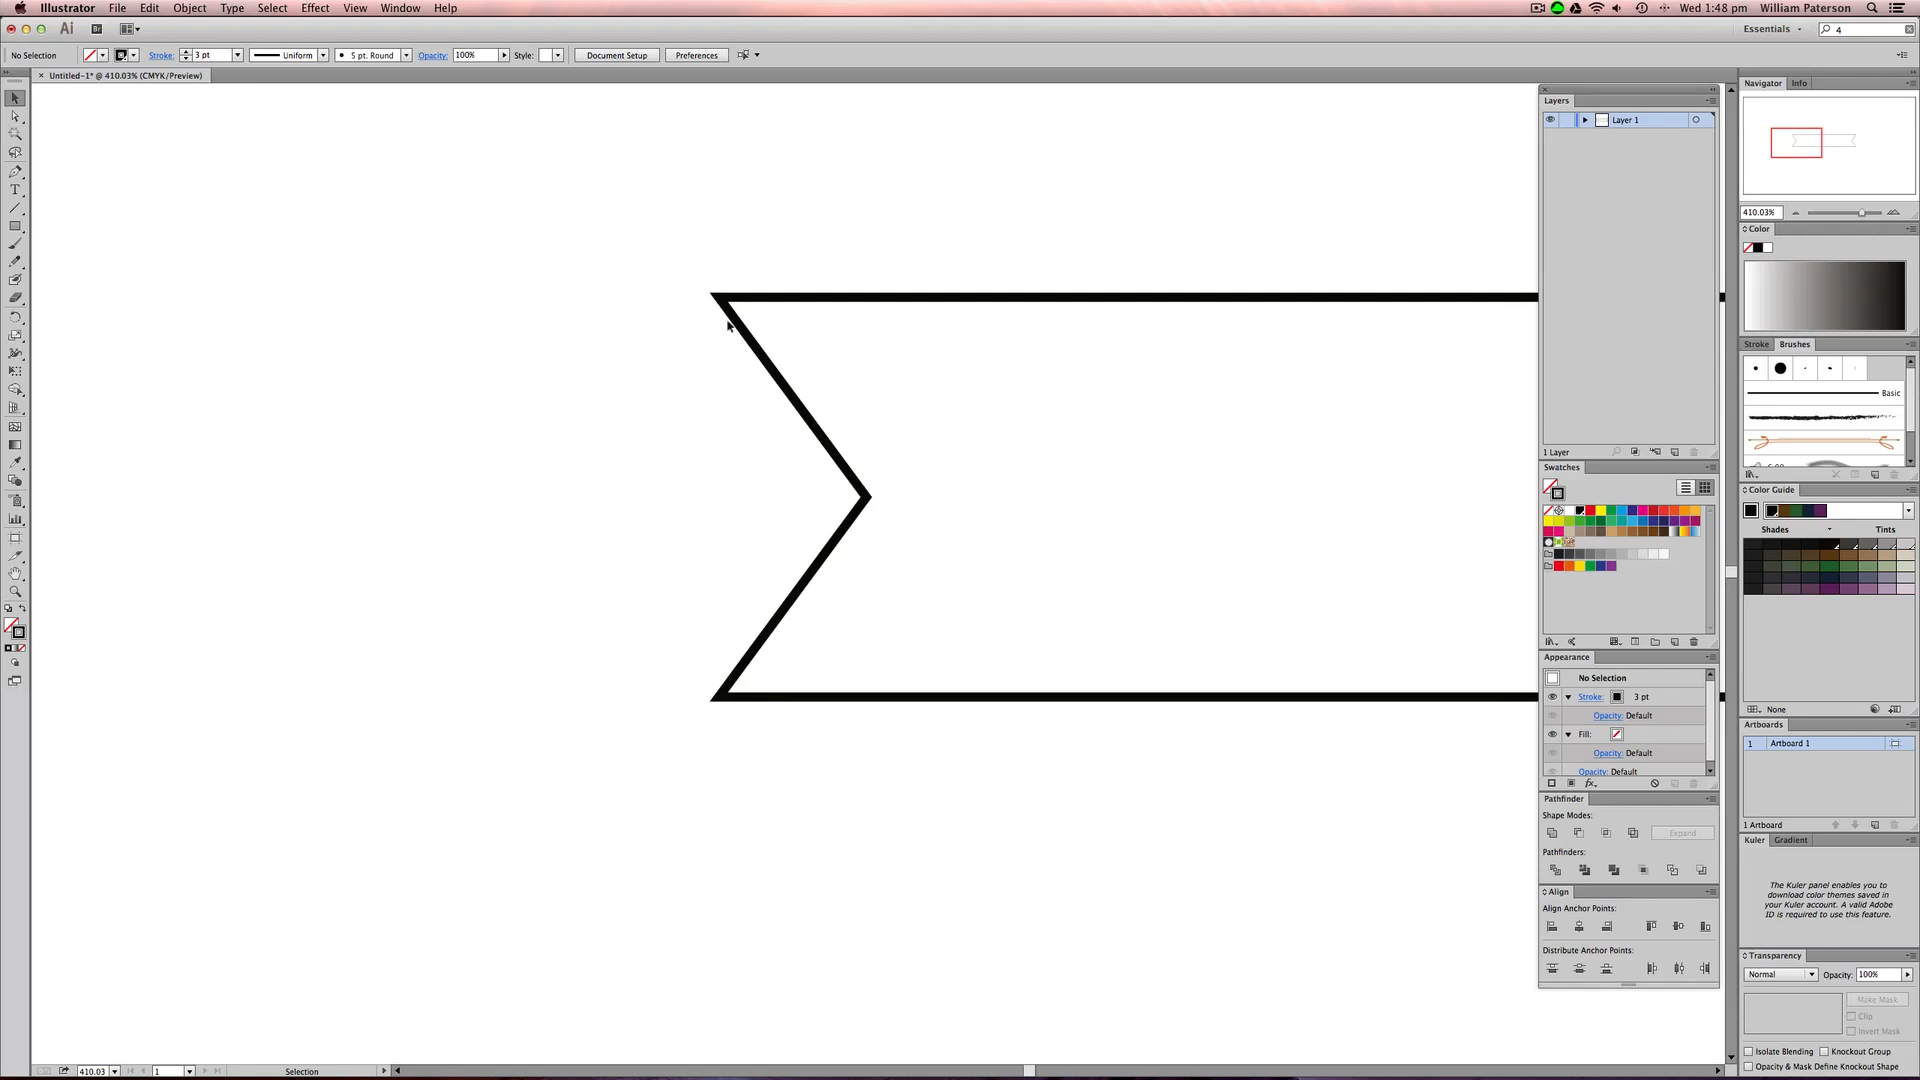 Illustrator File Edit Object Type Select Effect View Window Help Wed 1:48 pm William Paterson
Ai Br Essentials 4
No Selection Stroke: 3 pt Uniform 5 pt. Round Opacity: 100% Style: Document Setup Preferences
× Untitled-1* @ 410.03% (CMYK/Preview)
Layers
Layer 1
1 Layer
Swatches
Appearance
No Selection
Stroke: 3 pt
Opacity: Default
Fill:
Opacity: Default
Opacity: Default
fx
Pathfinder
Shape Modes:
Expand
Pathfinders:
Align
Align Anchor Points:
Distribute Anchor Points:
Navigator Info
410.03%
Color
Stroke Brushes
Basic
Color Guide
Shades Tints
None
Artboards
1 Artboard 1
1 Artboard
Kuler Gradient
The Kuler panel enables you to
download color themes saved in
your Kuler account. A valid Adobe
ID is required to use this feature.
Transparency
Normal Opacity: 100%
Make Mask
Clip
Invert Mask
Isolate Blending Knockout Group
Opacity & Mask Define Knockout Shape
410.03 1 Selection